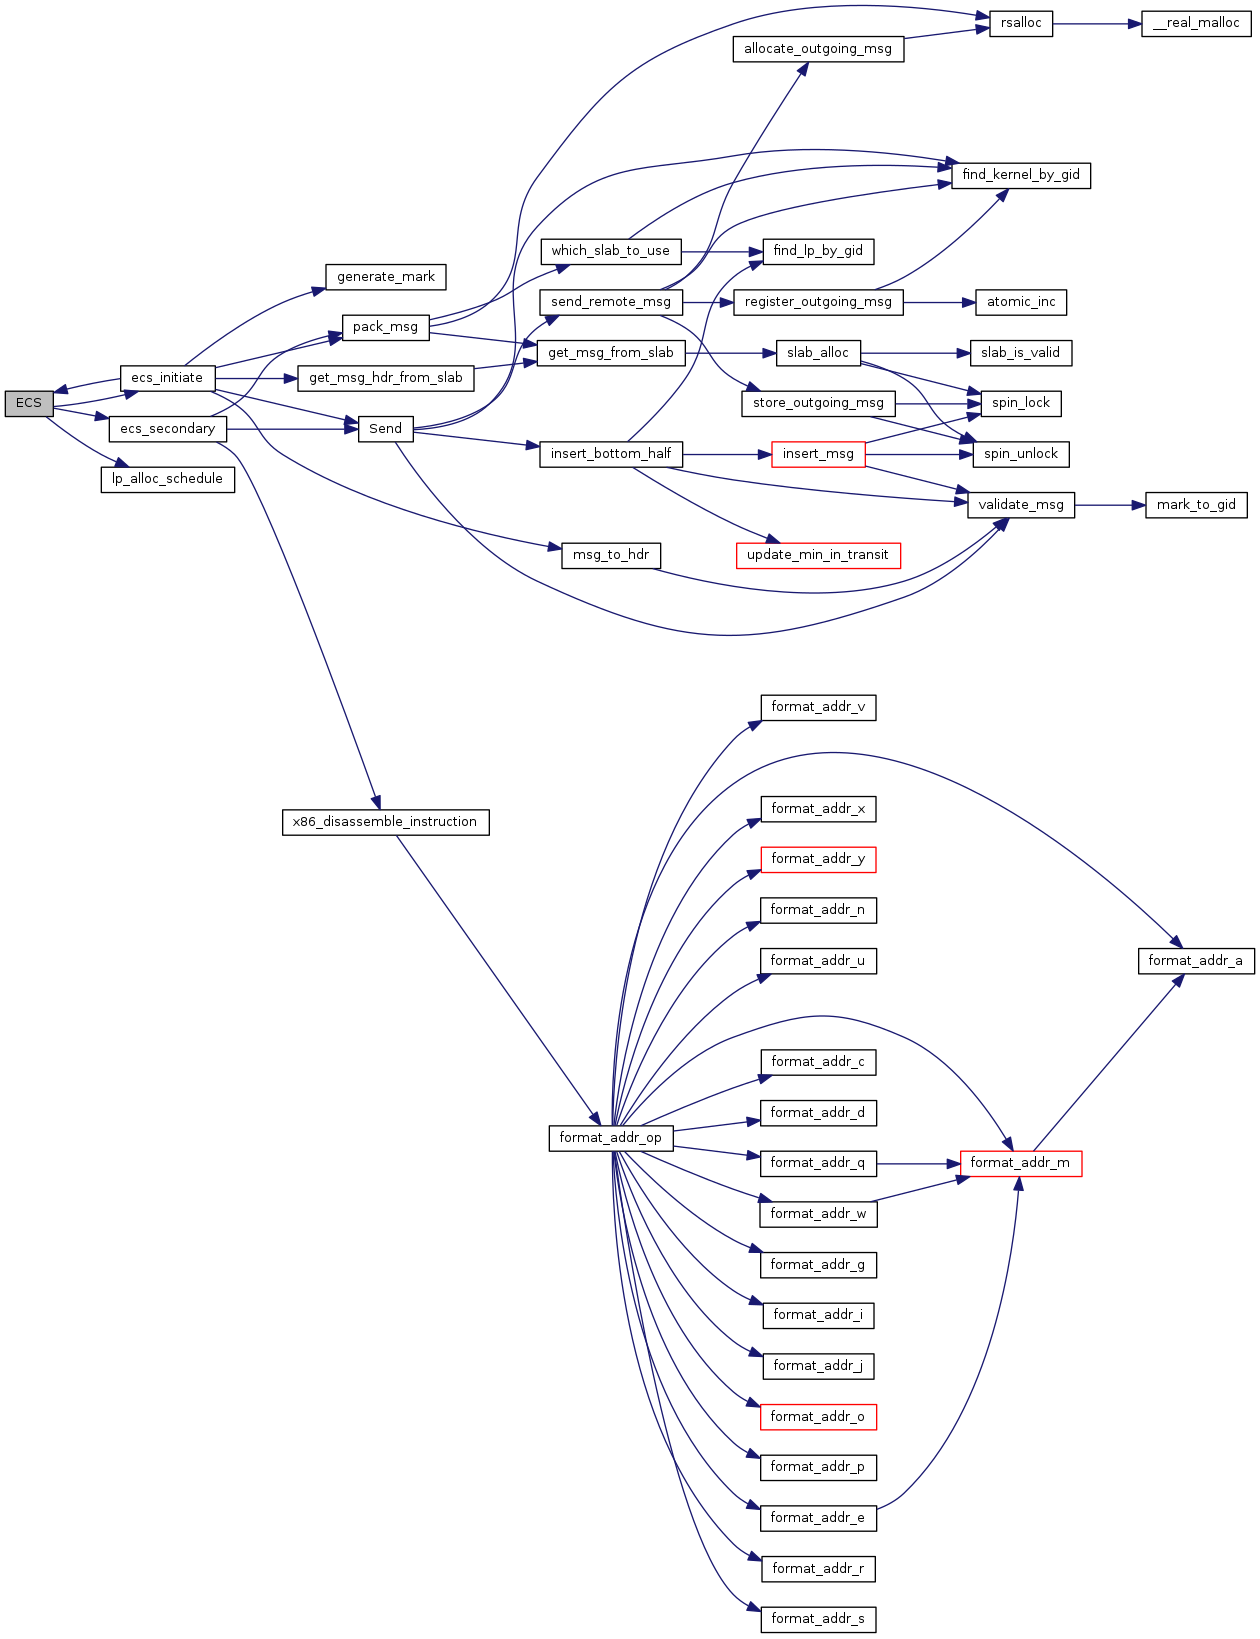 rsalloc
__real_malloc
allocate_outgoing_msg
find_kernel_by_gid
which_slab_to_use
find_lp_by_gid
generate_mark
send_remote_msg
register_outgoing_msg
atomic_inc
pack_msg
get_msg_from_slab
slab_alloc
slab_is_valid
ecs_initiate
get_msg_hdr_from_slab
ECS
store_outgoing_msg
spin_lock
ecs_secondary
Send
insert_bottom_half
insert_msg
spin_unlock
lp_alloc_schedule
validate_msg
mark_to_gid
msg_to_hdr
update_min_in_transit
format_addr_v
format_addr_x
x86_disassemble_instruction
format_addr_y
format_addr_n
format_addr_u
format_addr_a
format_addr_c
format_addr_d
format_addr_op
format_addr_q
format_addr_m
format_addr_w
format_addr_g
format_addr_i
format_addr_j
format_addr_o
format_addr_p
format_addr_e
format_addr_r
format_addr_s